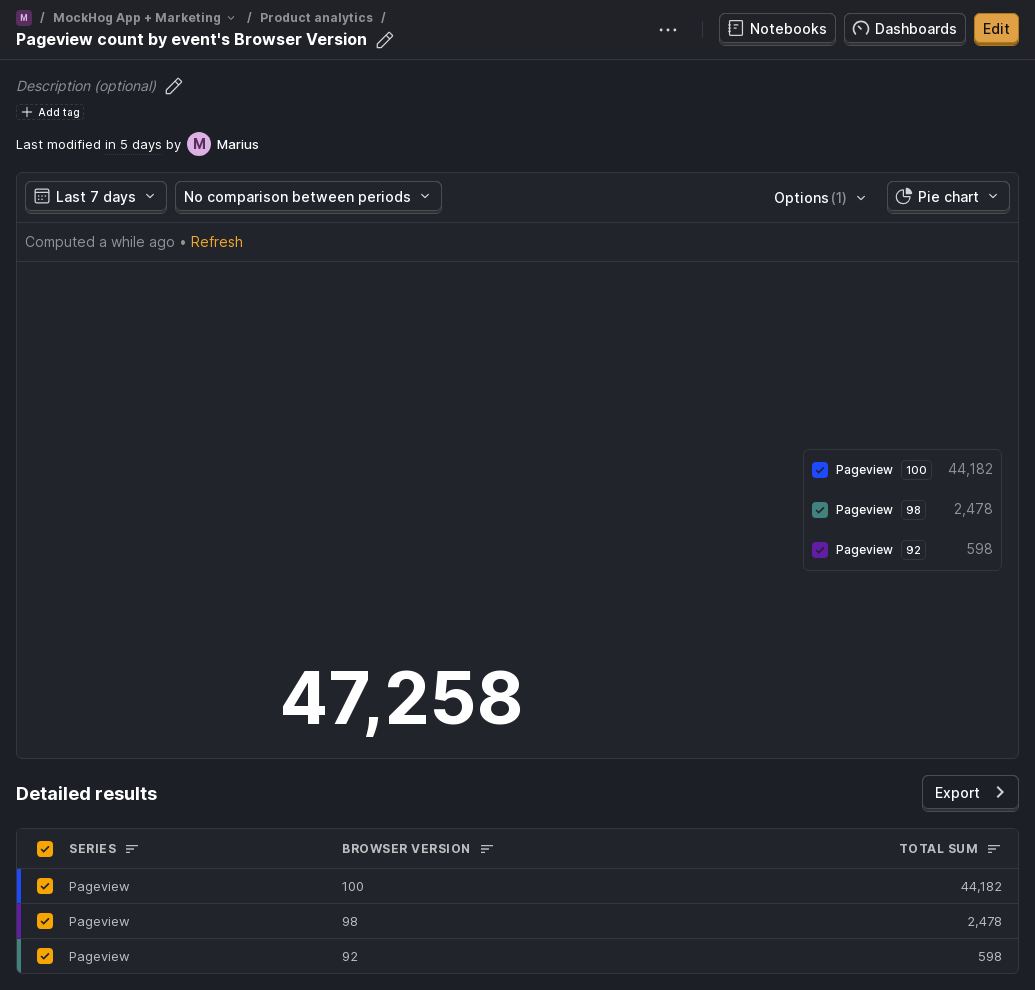 M / MockHog App + Marketing / Product analytics /
Pageview count by event's Browser Version
Notebooks
Dashboards
Edit
Description (optional)
Add tag
Last modified in 5 days by M Marius
Last 7 days
No comparison between periods
Options (1)
Pie chart
Computed a while ago • Refresh
Pageview 100 44,182
Pageview 98 2,478
Pageview 92 598
47,258
Detailed results
Export
SERIES BROWSER VERSION TOTAL SUM
Pageview 100 44,182
Pageview 98 2,478
Pageview 92 598